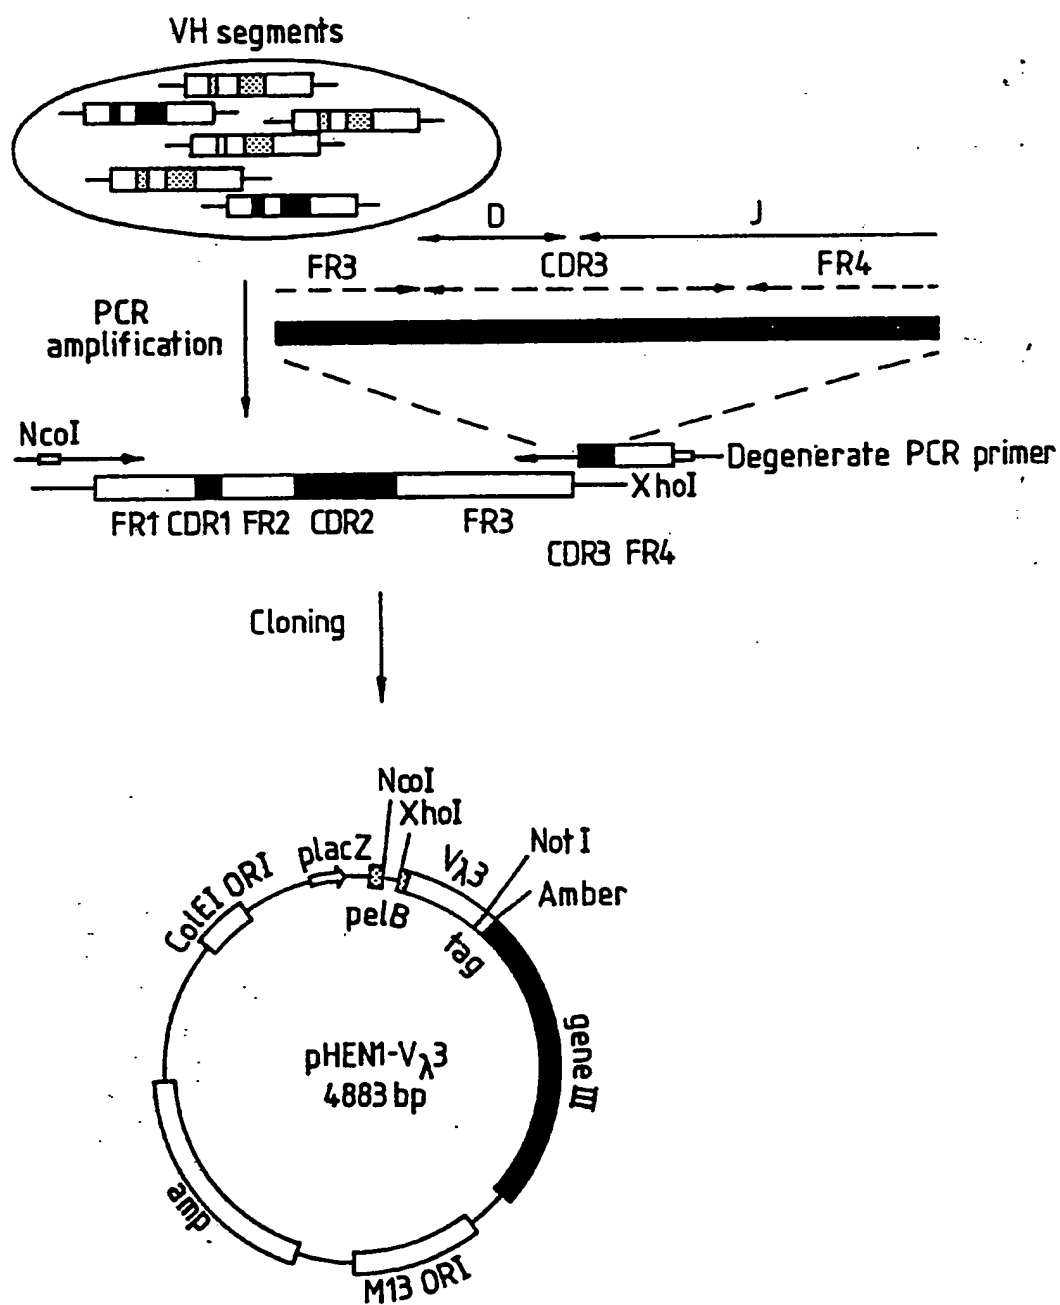 VH segments
D
J
FR3
CDR3
FR4
PCR
amplification
NcoI
Degenerate PCR primer
XhoI
FR1 CDR1 FR2 CDR2 FR3
CDR3 FR4
Cloning
NcoI
XhoI
placZ
Vλ3
Not I
Amber
ColEI ORI
pelB
tag
gene III
pHEN1-Vλ3
4883 bp
amp
M13 ORI